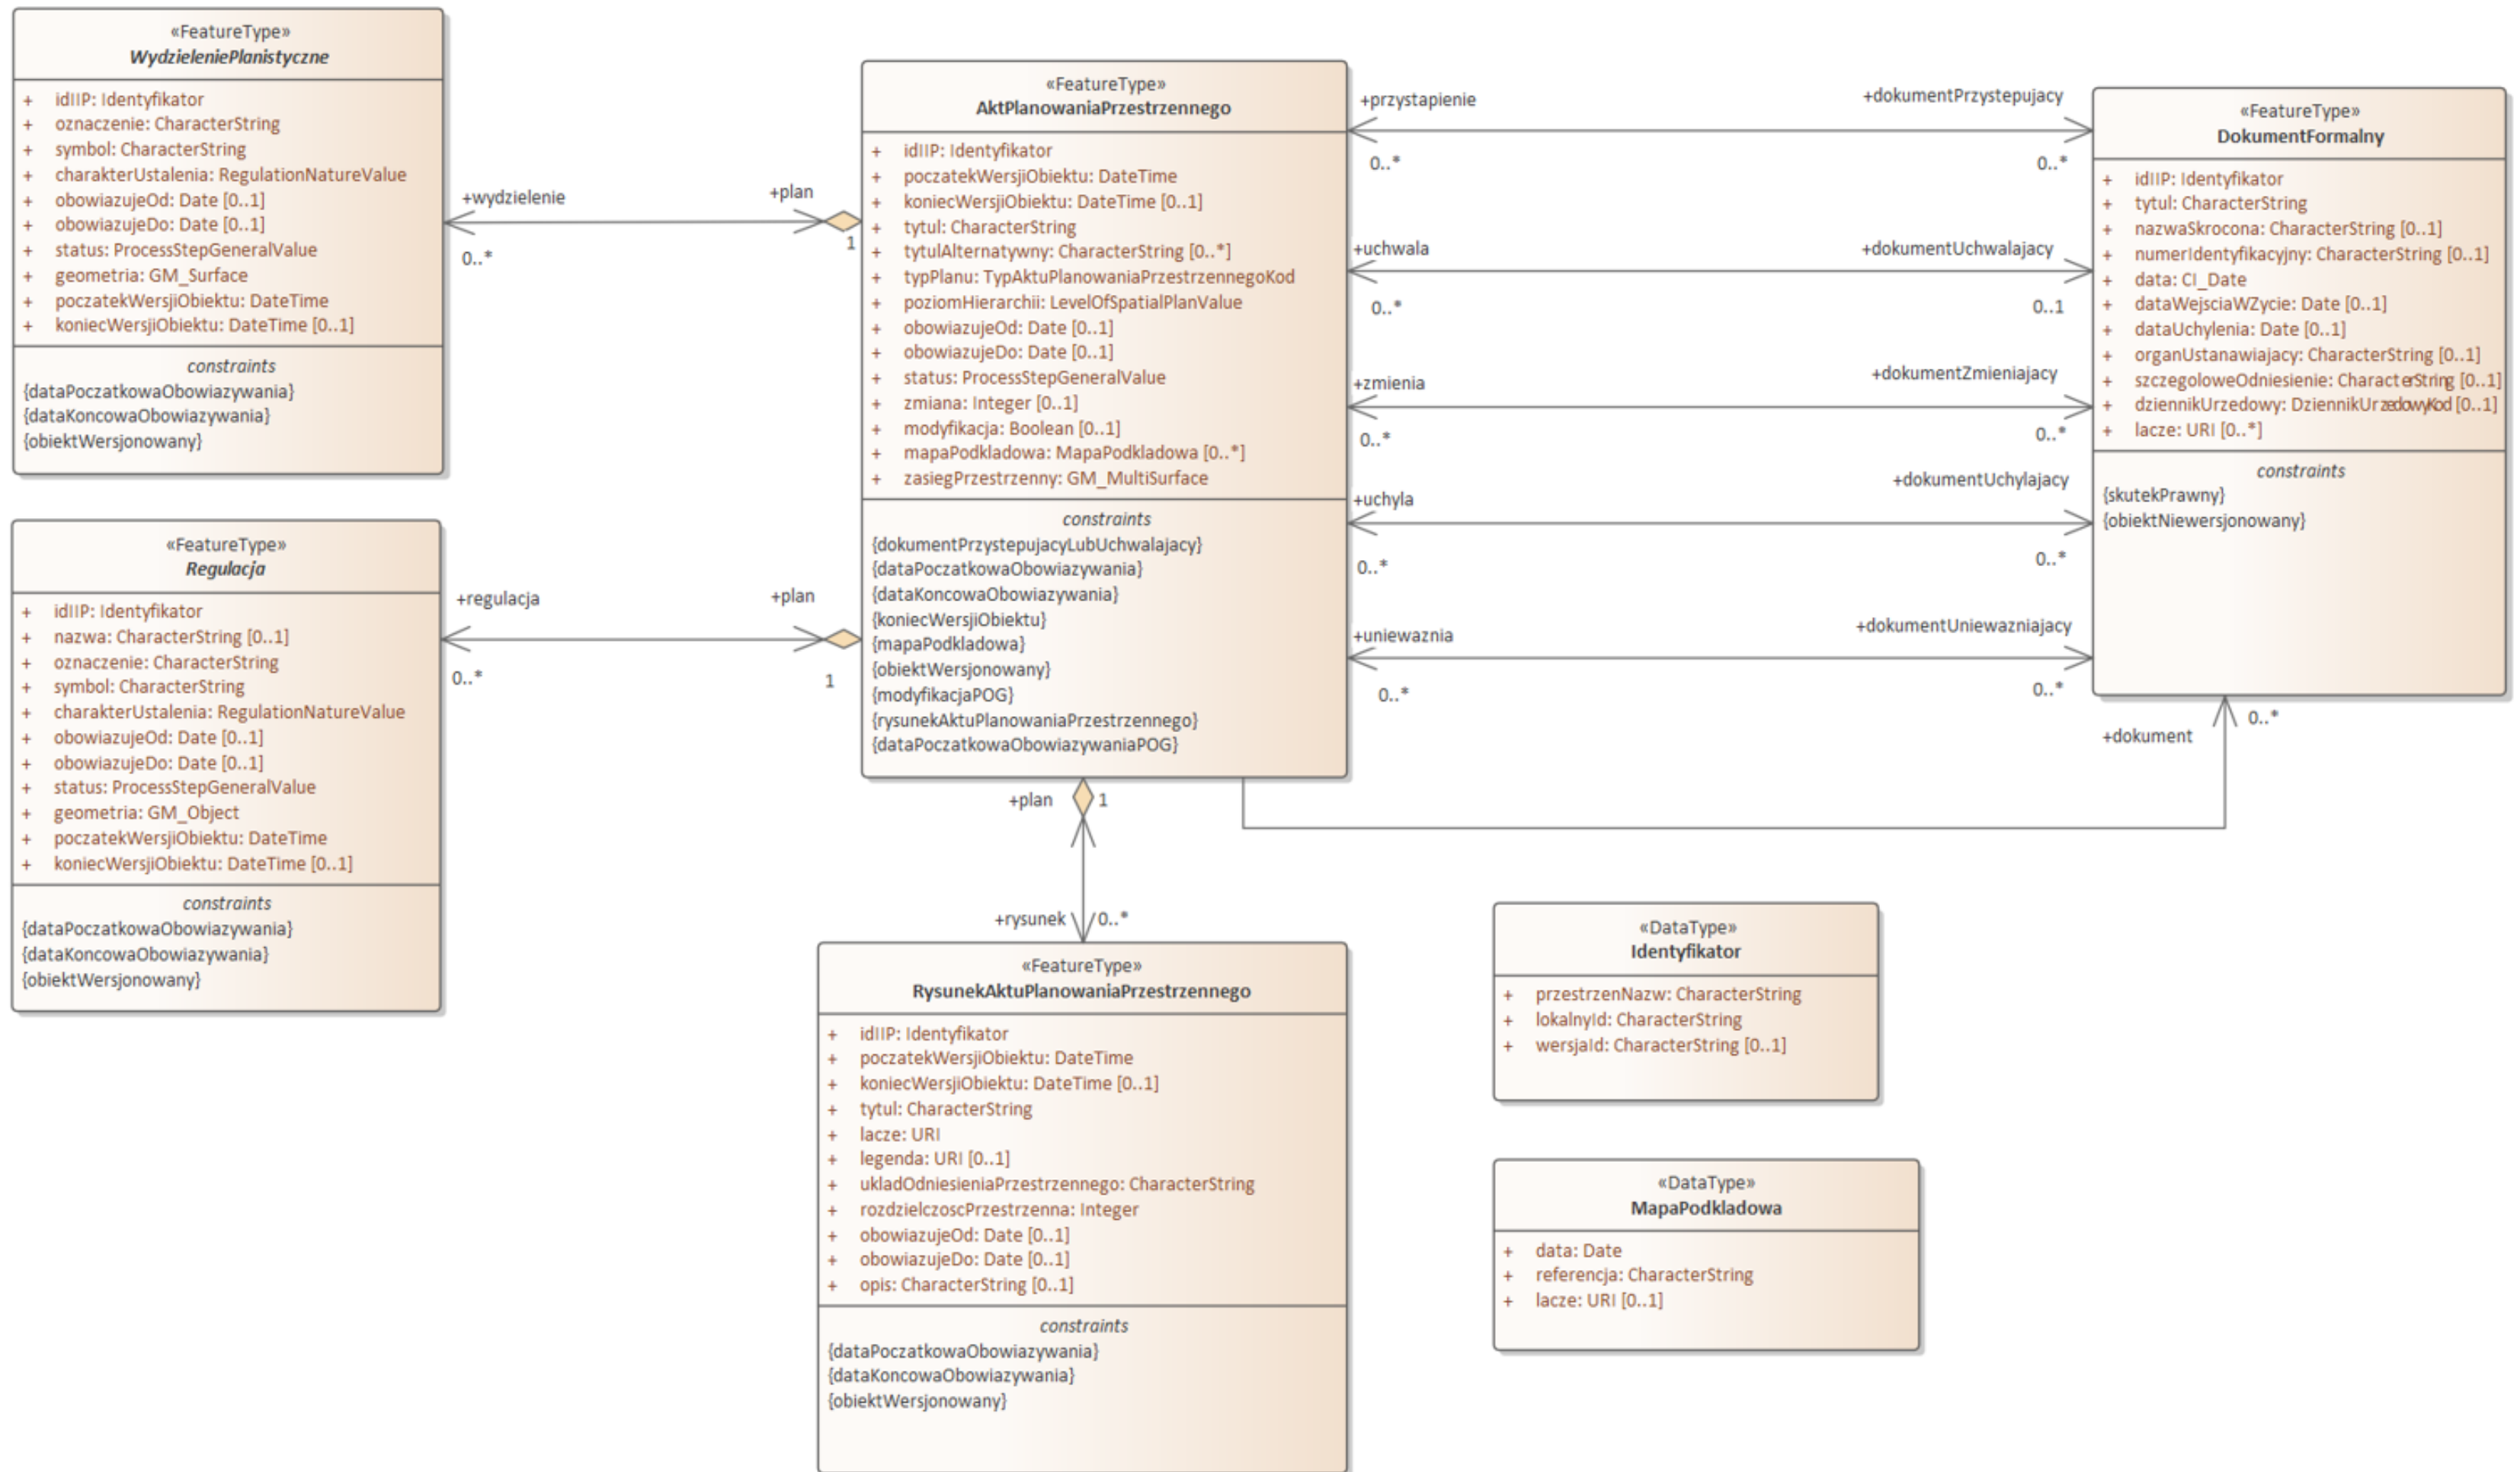 «FeatureType»
WydzieleniePlanistyczne
+ idIIP: Identyfikator
+ oznaczenie: CharacterString
+ symbol: CharacterString
+ charakterUstalenia: RegulationNatureValue
+ obowiazujeOd: Date [0..1]
+ obowiazujeDo: Date [0..1]
+ status: ProcessStepGeneralValue
+ geometria: GM_Surface
+ poczatekWersjiObiektu: DateTime
+ koniecWersjiObiektu: DateTime [0..1]
constraints
{dataPoczatkowaObowiazywania}
{dataKoncowaObowiazywania}
{obiektWersjonowany}
+wydzielenie
0..*
+plan
1
«FeatureType»
AktPlanowaniaPrzestrzennego
+ idIIP: Identyfikator
+ poczatekWersjiObiektu: DateTime
+ koniecWersjiObiektu: DateTime [0..1]
+ tytul: CharacterString
+ tytulAlternatywny: CharacterString [0..*]
+ typPlanu: TypAktuPlanowaniaPrzestrzennegoKod
+ poziomHierarchii: LevelOfSpatialPlanValue
+ obowiazujeOd: Date [0..1]
+ obowiazujeDo: Date [0..1]
+ status: ProcessStepGeneralValue
+ zmiana: Integer [0..1]
+ modyfikacja: Boolean [0..1]
+ mapaPodkladowa: MapaPodkladowa [0..*]
+ zasiegPrzestrzenny: GM_MultiSurface
constraints
{dokumentPrzystepujacyLubUchwalajacy}
{dataPoczatkowaObowiazywania}
{dataKoncowaObowiazywania}
{koniecWersjiObiektu}
{mapaPodkladowa}
{obiektWersjonowany}
{modyfikacjaPOG}
{rysunekAktuPlanowaniaPrzestrzennego}
{dataPoczatkowaObowiazywaniaPOG}
+przystapienie
0..*
+dokumentPrzystepujacy
0..*
+uchwala
0..*
+dokumentUchwalajacy
0..1
+zmienia
0..*
+dokumentZmieniajacy
0..*
+uchyla
0..*
+dokumentUchylajacy
0..*
+uniewaznia
0..*
+dokumentUniewazniajacy
0..*
«FeatureType»
DokumentFormalny
+ idIIP: Identyfikator
+ tytul: CharacterString
+ nazwaSkrocona: CharacterString [0..1]
+ numerIdentyfikacyjny: CharacterString [0..1]
+ data: CI_Date
+ dataWejsciaWZycie: Date [0..1]
+ dataUchylenia: Date [0..1]
+ organUstanawiajacy: CharacterString [0..1]
+ szczegoloweOdniesienie: CharacterString [0..1]
+ dziennikUrzedowy: DziennikUrzedowyKod [0..1]
+ lacze: URI [0..*]
constraints
{skutekPrawny}
{obiektNiewersjonowany}
+dokument
0..*
«FeatureType»
Regulacja
+ idIIP: Identyfikator
+ nazwa: CharacterString [0..1]
+ oznaczenie: CharacterString
+ symbol: CharacterString
+ charakterUstalenia: RegulationNatureValue
+ obowiazujeOd: Date [0..1]
+ obowiazujeDo: Date [0..1]
+ status: ProcessStepGeneralValue
+ geometria: GM_Object
+ poczatekWersjiObiektu: DateTime
+ koniecWersjiObiektu: DateTime [0..1]
constraints
{dataPoczatkowaObowiazywania}
{dataKoncowaObowiazywania}
{obiektWersjonowany}
+regulacja
0..*
+plan
1
+plan
1
+rysunek
0..*
«FeatureType»
RysunekAktuPlanowaniaPrzestrzennego
+ idIIP: Identyfikator
+ poczatekWersjiObiektu: DateTime
+ koniecWersjiObiektu: DateTime [0..1]
+ tytul: CharacterString
+ lacze: URI
+ legenda: URI [0..1]
+ ukladOdniesieniaPrzestrzennego: CharacterString
+ rozdzielczoscPrzestrzenna: Integer
+ obowiazujeOd: Date [0..1]
+ obowiazujeDo: Date [0..1]
+ opis: CharacterString [0..1]
constraints
{dataPoczatkowaObowiazywania}
{dataKoncowaObowiazywania}
{obiektWersjonowany}
«DataType»
Identyfikator
+ przestrzenNazw: CharacterString
+ lokalnyId: CharacterString
+ wersjaId: CharacterString [0..1]
«DataType»
MapaPodkladowa
+ data: Date
+ referencja: CharacterString
+ lacze: URI [0..1]